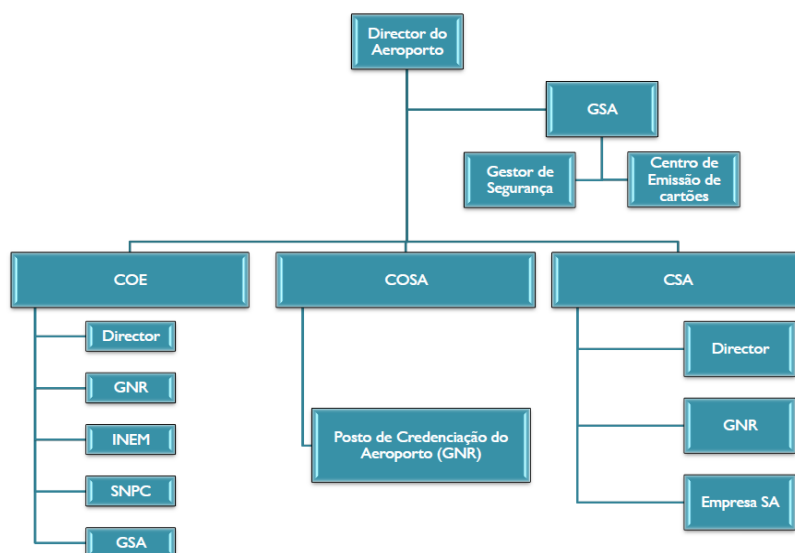 Director do
Aeroporto
GSA
Gestor de
Segurança
Centro de
Emissão de
cartões
COE
COSA
CSA
Director
GNR
INEM
SNPC
GSA
Posto de Credenciação do
Aeroporto (GNR)
Director
GNR
Empresa SA